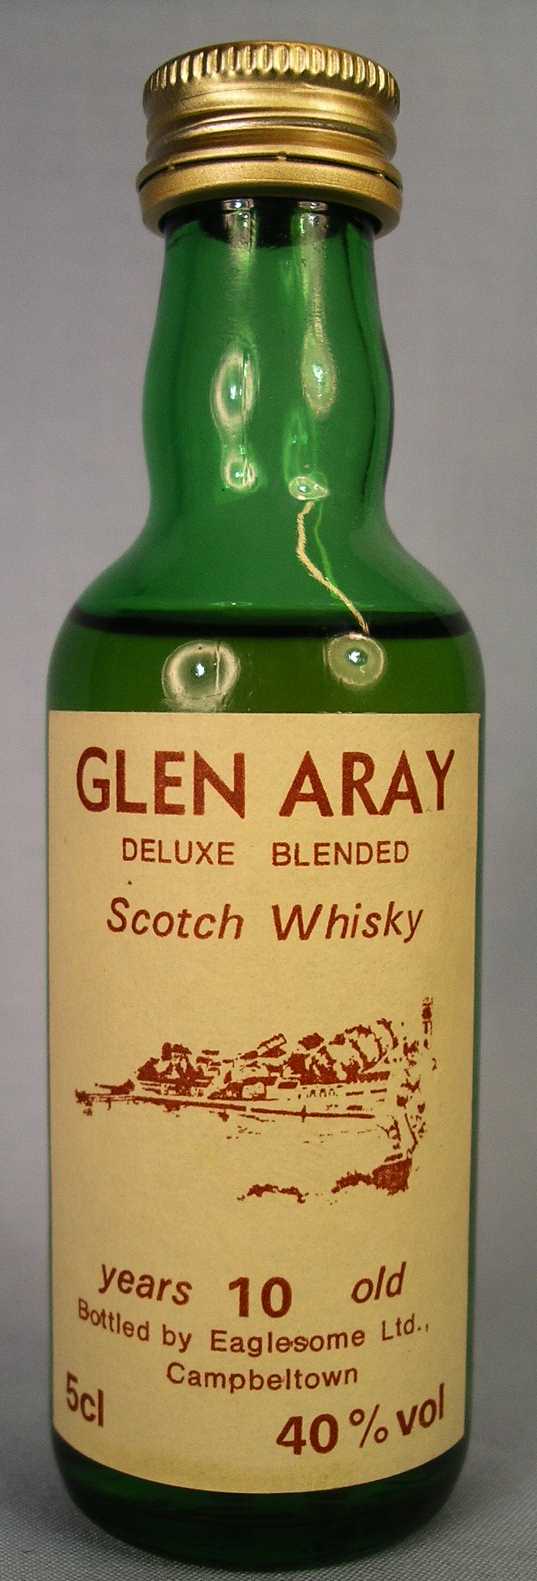 GLEN ARAY
DELUXE BLENDED
Scotch Whisky
years 10 old
Bottled by Eaglesome Ltd.,
Campbeltown
5cl
40% vol